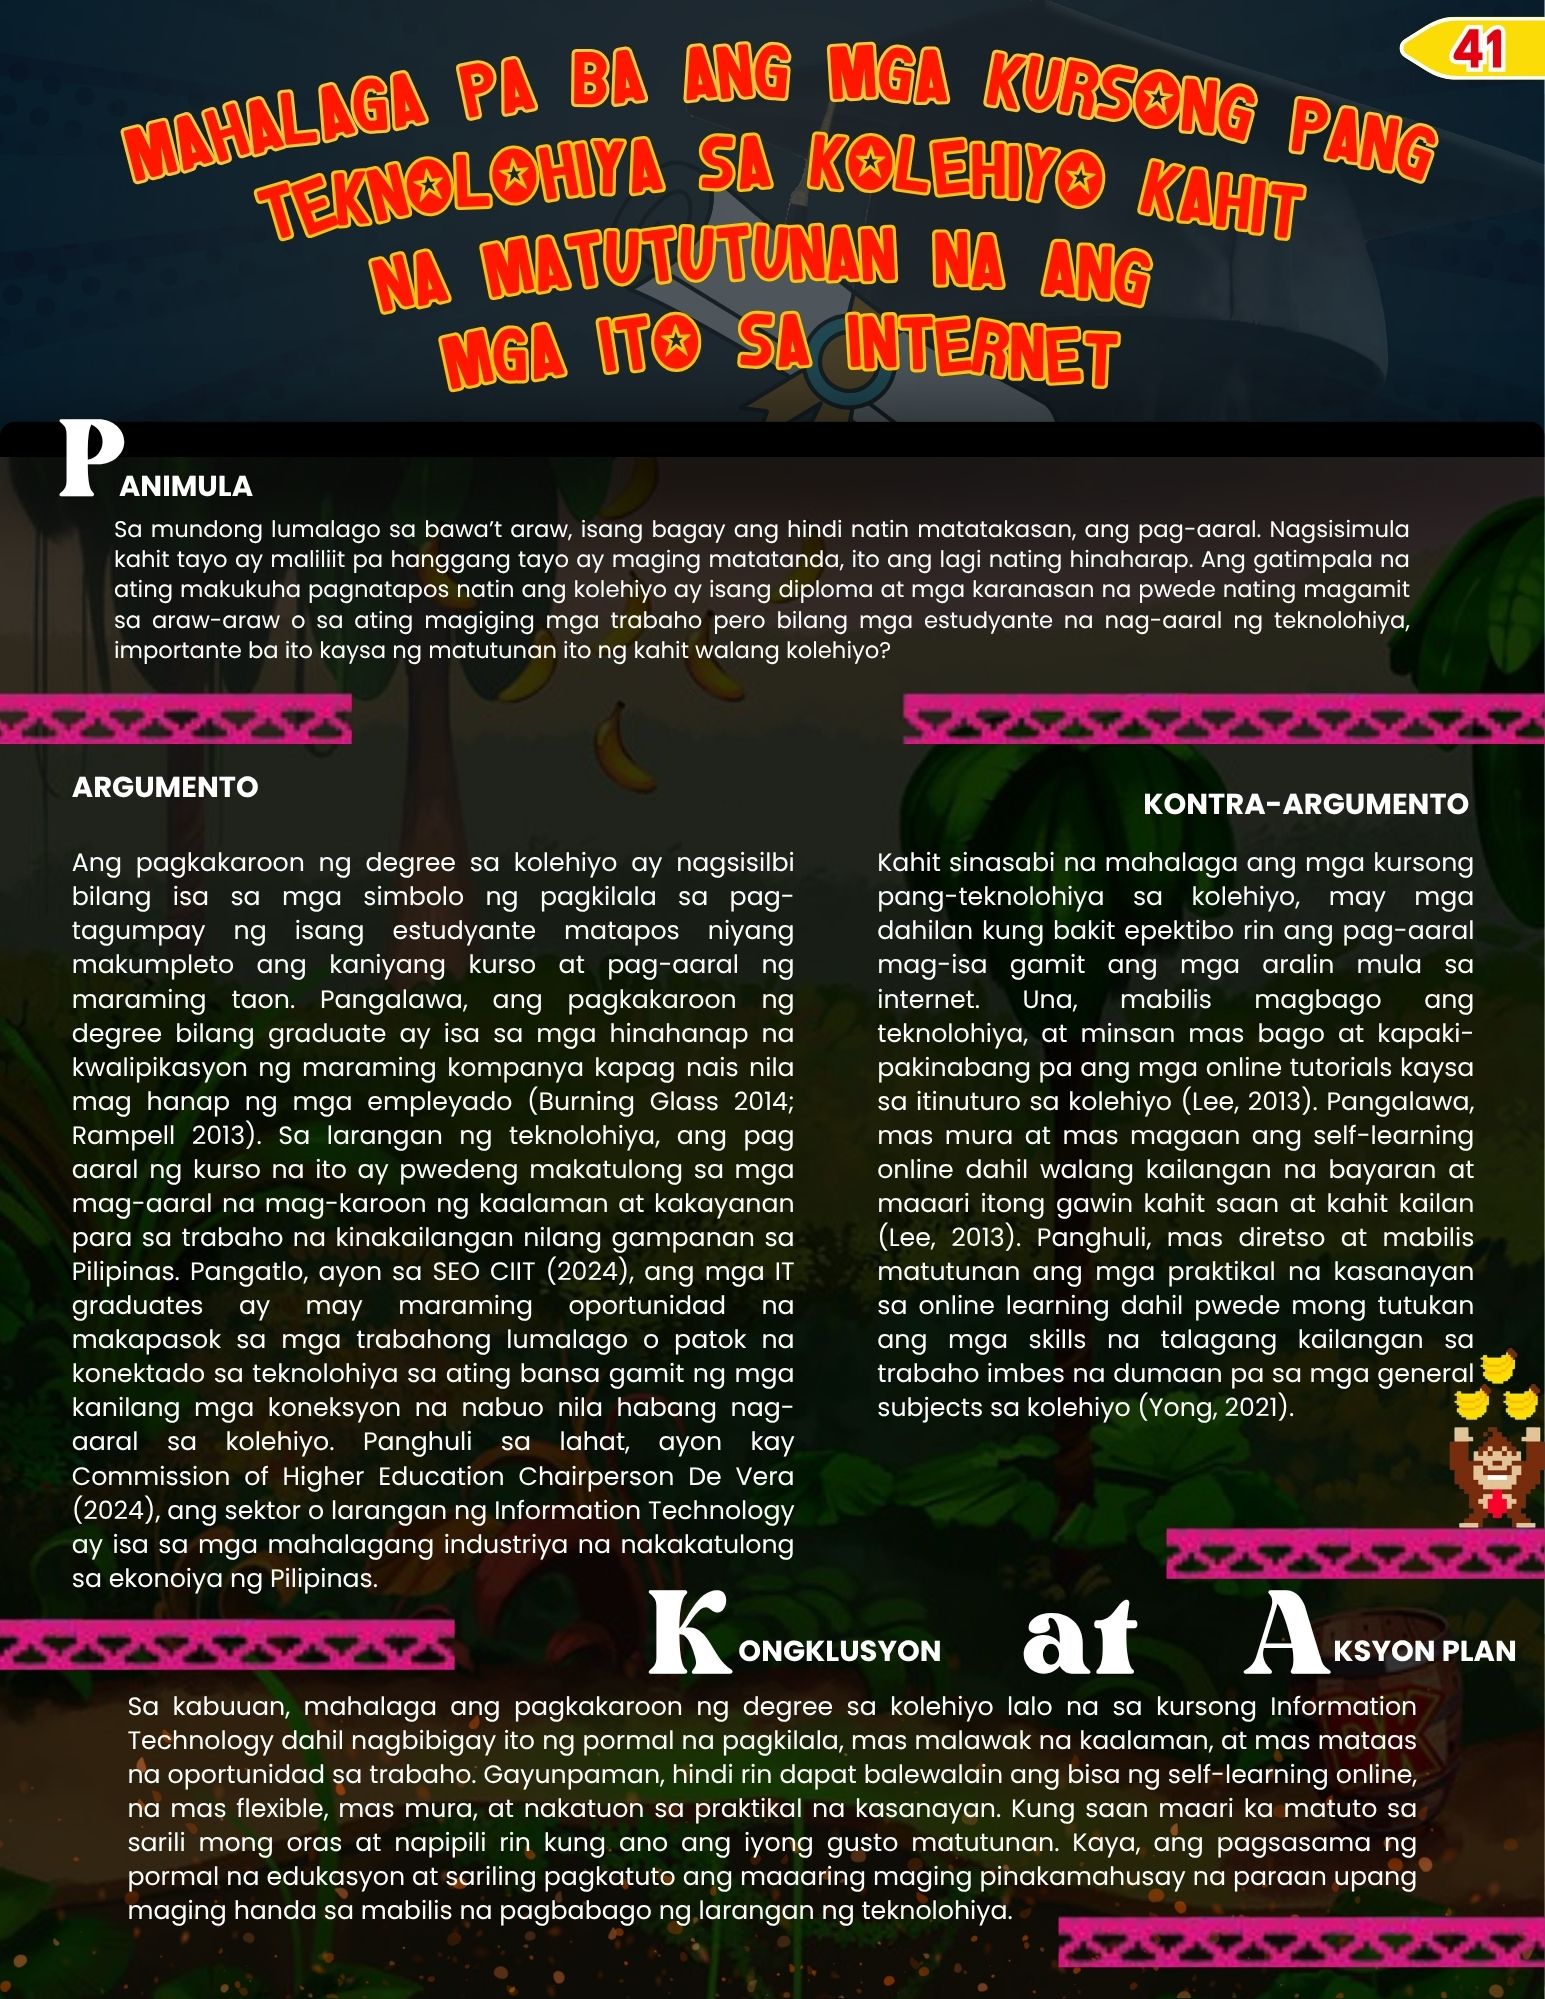 41
MAHALAGA PA BA ANG MGA KURSONG PANG
TEKNOLOHIYA SA KOLEHIYO KAHIT
NA MATUTUTUNAN NA ANG
MGA ITO SA INTERNET
PANIMULA
Sa mundong lumalago sa bawa't araw, isang bagay ang hindi natin matatakasan, ang pag-aaral. Nagsisimula
kahit tayo ay maliliit pa hanggang tayo ay maging matatanda, ito ang lagi nating hinaharap. Ang gatimpala na
ating makukuha pagnatapos natin ang kolehiyo ay isang diploma at mga karanasan na pwede nating magamit
sa araw-araw o sa ating magiging mga trabaho pero bilang mga estudyante na nag-aaral ng teknolohiya,
importante ba ito kaysa ng matutunan ito ng kahit walang kolehiyo?
ARGUMENTO
Ang pagkakaroon ng degree sa kolehiyo ay nagsisilbi
bilang isa sa mga simbolo ng pagkilala sa pag-
tagumpay ng isang estudyante matapos niyang
makumpleto ang kaniyang kurso at pag-aaral ng
maraming taon. Pangalawa, ang pagkakaroon ng
degree bilang graduate ay isa sa mga hinahanap na
kwalipikasyon ng maraming kompanya kapag nais nila
mag hanap ng mga empleyado (Burning Glass 2014;
Rampell 2013). Sa larangan ng teknolohiya, ang pag
aaral ng kurso na ito ay pwedeng makatulong sa mga
mag-aaral na mag-karoon ng kaalaman at kakayanan
para sa trabaho na kinakailangan nilang gampanan sa
Pilipinas. Pangatlo, ayon sa SEO CIIT (2024), ang mga IT
graduates ay may maraming oportunidad na
makapasok sa mga trabahong lumalago o patok na
konektado sa teknolohiya sa ating bansa gamit ng mga
kanilang mga koneksyon na nabuo nila habang nag-
aaral sa kolehiyo. Panghuli sa lahat, ayon kay
Commission of Higher Education Chairperson De Vera
(2024), ang sektor o larangan ng Information Technology
ay isa sa mga mahalagang industriya na nakakatulong
sa ekonoiya ng Pilipinas.
KONTRA-ARGUMENTO
Kahit sinasabi na mahalaga ang mga kursong
pang-teknolohiya sa kolehiyo, may mga
dahilan kung bakit epektibo rin ang pag-aaral
mag-isa gamit ang mga aralin mula sa
internet. Una, mabilis magbago ang
teknolohiya, at minsan mas bago at kapaki-
pakinabang pa ang mga online tutorials kaysa
sa itinuturo sa kolehiyo (Lee, 2013). Pangalawa,
mas mura at mas magaan ang self-learning
online dahil walang kailangan na bayaran at
maaari itong gawin kahit saan at kahit kailan
(Lee, 2013). Panghuli, mas diretso at mabilis
matutunan ang mga praktikal na kasanayan
sa online learning dahil pwede mong tutukan
ang mga skills na talagang kailangan sa
trabaho imbes na dumaan pa sa mga general
subjects sa kolehiyo (Yong, 2021).
KONGKLUSYON at AKSYON PLAN
Sa kabuuan, mahalaga ang pagkakaroon ng degree sa kolehiyo lalo na sa kursong Information
Technology dahil nagbibigay ito ng pormal na pagkilala, mas malawak na kaalaman, at mas mataas
na oportunidad sa trabaho. Gayunpaman, hindi rin dapat balewalain ang bisa ng self-learning online,
na mas flexible, mas mura, at nakatuon sa praktikal na kasanayan. Kung saan maari ka matuto sa
sarili mong oras at napipili rin kung ano ang iyong gusto matutunan. Kaya, ang pagsasama ng
pormal na edukasyon at sariling pagkatuto ang maaaring maging pinakamahusay na paraan upang
maging handa sa mabilis na pagbabago ng larangan ng teknolohiya.
DK